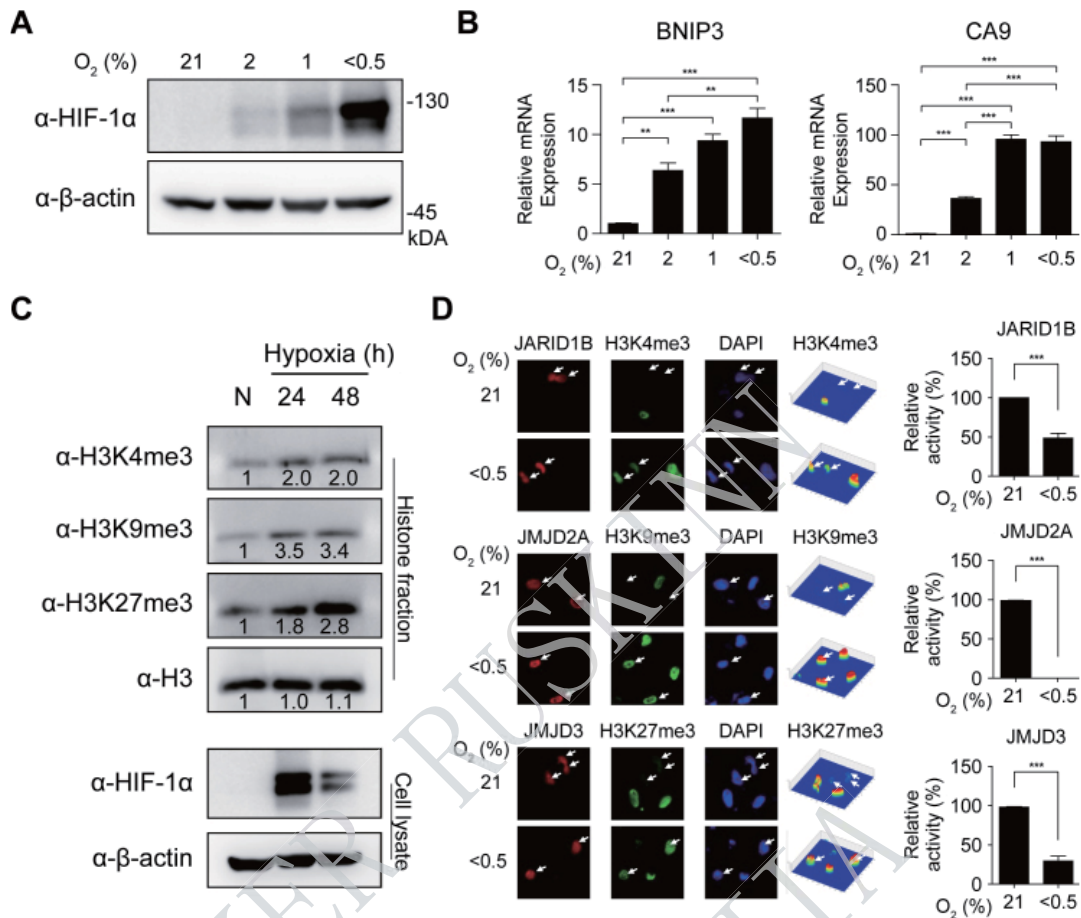 A
O₂ (%) 21 2 1 <0.5
α-HIF-1α
-130
α-β-actin
-45
kDA
B
BNIP3
Relative mRNA
Expression
15
10
5
0
***
**
***
**
O₂ (%) 21 2 1 <0.5
CA9
Relative mRNA
Expression
150
100
50
0
***
***
***
***
***
O₂ (%) 21 2 1 <0.5
C
Hypoxia (h)
N 24 48
α-H3K4me3
1 2.0 2.0
α-H3K9me3
1 3.5 3.4
α-H3K27me3
1 1.8 2.8
α-H3
1 1.0 1.1
Histone fraction
α-HIF-1α
α-β-actin
Cell lysate
D
O₂ (%)
JARID1B H3K4me3 DAPI H3K4me3
21
<0.5
JARID1B
Relative
activity (%)
150
100
50
0
***
O₂ (%) 21 <0.5
O₂ (%)
JMJD2A H3K9me3 DAPI H3K9me3
21
<0.5
JMJD2A
Relative
activity (%)
150
100
50
0
***
O₂ (%) 21 <0.5
O₂ (%)
JMJD3 H3K27me3 DAPI H3K27me3
21
<0.5
JMJD3
Relative
activity (%)
150
100
50
0
***
O₂ (%) 21 <0.5
RUSKINN